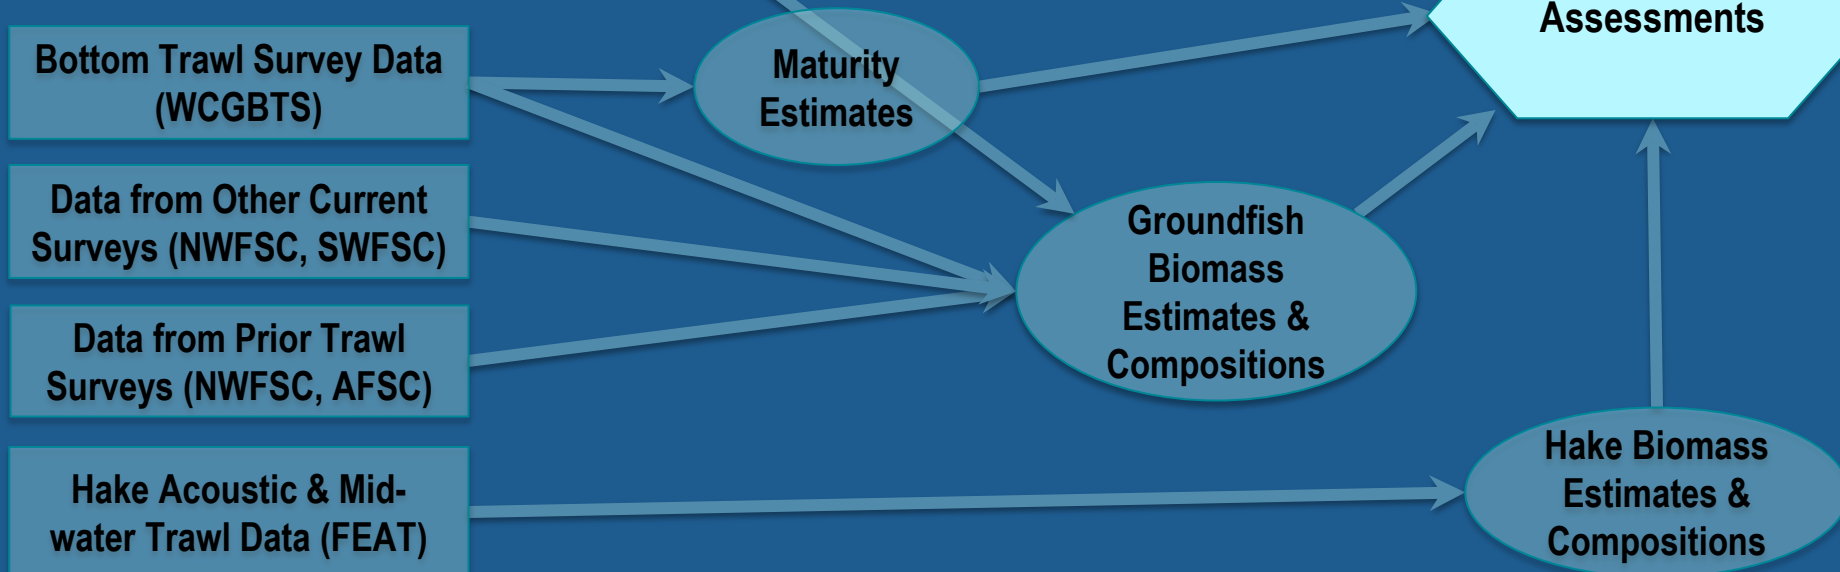 Assessments
Bottom Trawl Survey Data
(WCGBTS)
Maturity
Estimates
Data from Other Current
Surveys (NWFSC, SWFSC)
Groundfish
Biomass
Estimates &
Compositions
Data from Prior Trawl
Surveys (NWFSC, AFSC)
Hake Acoustic & Mid-
water Trawl Data (FEAT)
Hake Biomass
Estimates &
Compositions